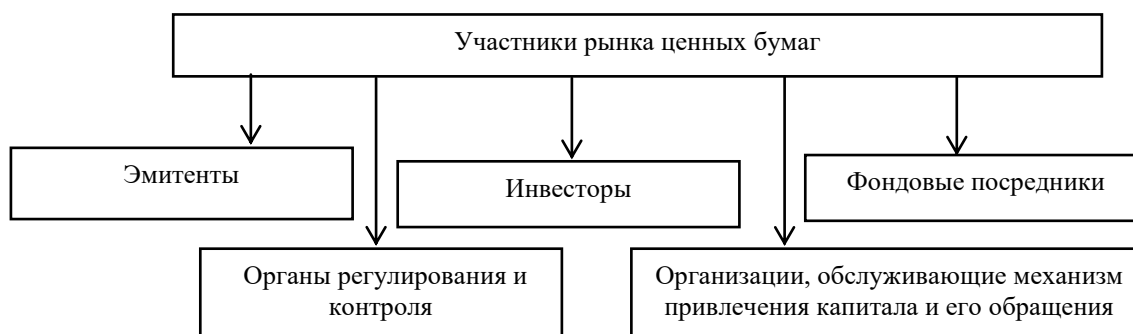 Участники рынка ценных бумаг
Эмитенты
Инвесторы
Фондовые посредники
Органы регулирования и
контроля
Организации, обслуживающие механизм
привлечения капитала и его обращения